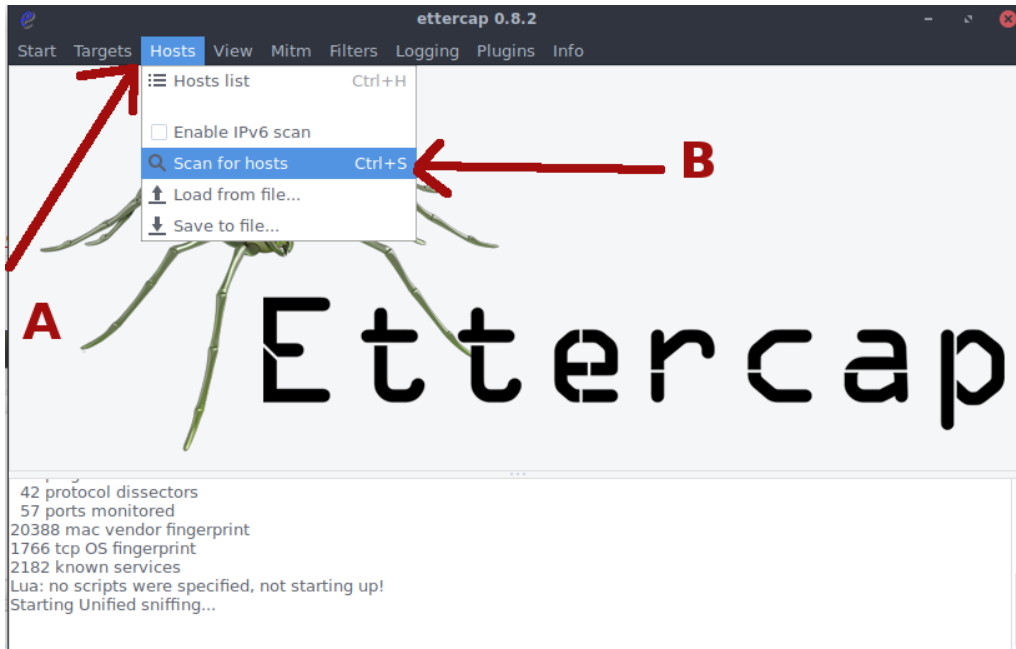 ettercap 0.8.2
Start Targets Hosts View Mitm Filters Logging Plugins Info
Hosts list Ctrl+H
Enable IPv6 scan
Scan for hosts Ctrl+S
B
Load from file...
Save to file...
A
Ettercap
42 protocol dissectors
57 ports monitored
20388 mac vendor fingerprint
1766 tcp OS fingerprint
2182 known services
Lua: no scripts were specified, not starting up!
Starting Unified sniffing...